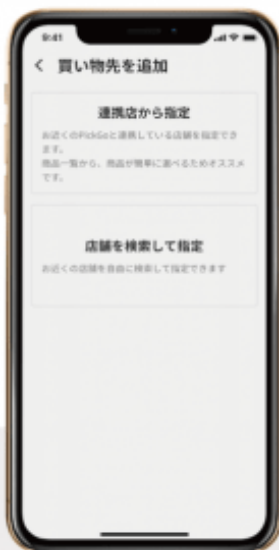 9:41
買い物先を追加
連携店から指定
お近くのPickGoと連携している店舗を指定でき
ます。
商品一覧から、商品が簡単に選べるためオススメ
です。
店舗を検索して指定
お近くの店舗を自由に検索して指定できます